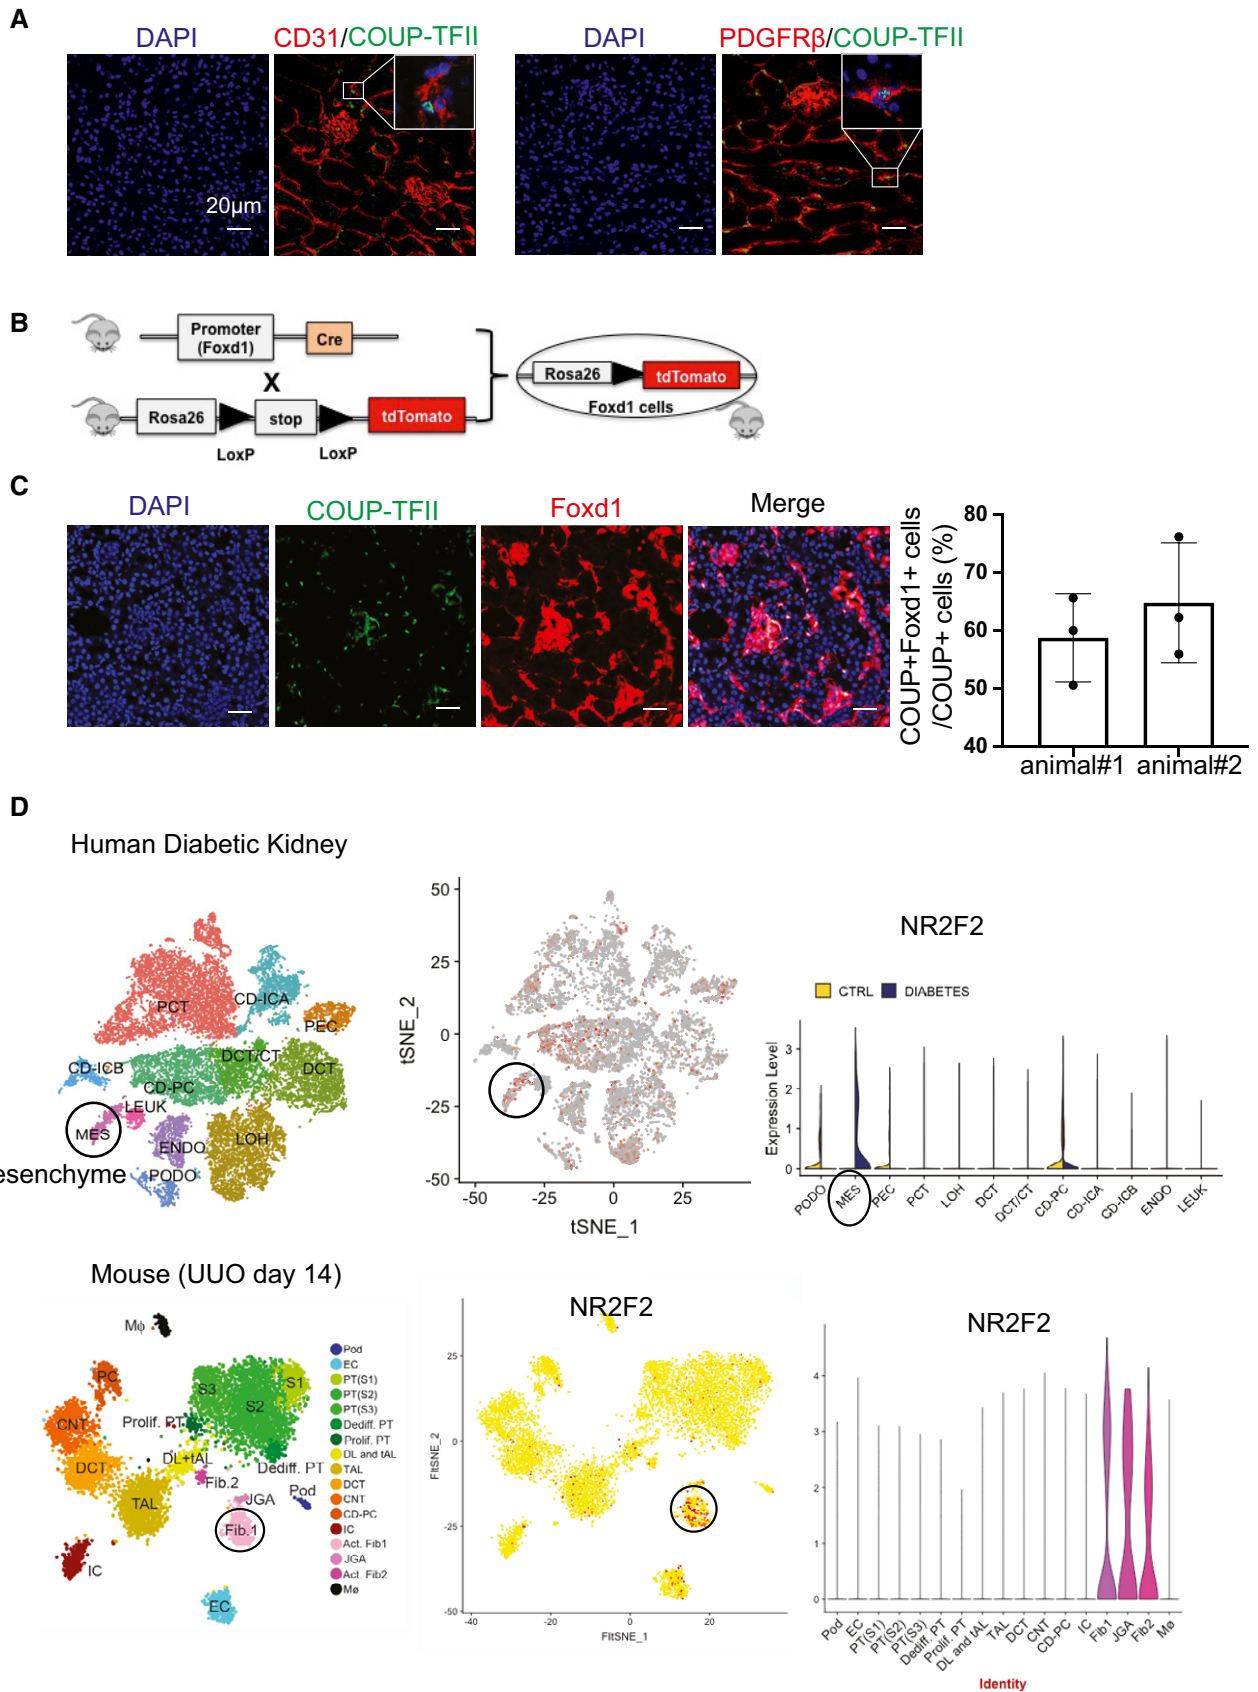 A
DAPI
CD31/COUP-TFII
DAPI
PDGFRβ/COUP-TFII
20μm
B
Promoter
(Foxd1)
Cre
X
Rosa26
stop
tdTomato
LoxP
LoxP
Rosa26
tdTomato
Foxd1 cells
C
DAPI
COUP-TFII
Foxd1
Merge
COUP+Foxd1+ cells
/COUP+ cells (%)
80
70
60
50
40
animal#1
animal#2
D
Human Diabetic Kidney
PCT
CD-ICA
PEC
CD-ICB
DCT/CT
DCT
CD-PC
LEUK
MES
ENDO
LOH
esenchyme
PODO
tSNE_2
50
25
0
-25
-50
-50
-25
0
25
tSNE_1
NR2F2
CTRL
DIABETES
Expression Level
3
2
1
0
PODO
MES
PEC
PCT
LOH
DCT
DCT/CT
CD-PC
CD-ICA
CD-ICB
ENDO
LEUK
Mouse (UUO day 14)
Mφ
PC
S3
S1
S2
CNT
Prolif. PT
DL+tAL
DCT
Dediff. PT
Fib.2
Pod
TAL
JGA
Fib.1
IC
EC
Pod
EC
PT(S1)
PT(S2)
PT(S3)
Dediff. PT
Prolif. PT
DL and tAL
TAL
DCT
CNT
CD-PC
IC
Act. Fib1
JGA
Act. Fib2
Mø
NR2F2
FItSNE_2
25
0
-25
-50
-40
-20
0
20
FItSNE_1
NR2F2
4
3
2
1
0
Pod
EC
PT(S1)
PT(S2)
PT(S3)
Dediff. PT
Prolif. PT
DL and tAL
TAL
DCT
CNT
CD-PC
IC
Fib1
JGA
Fib2
Mø
Identity